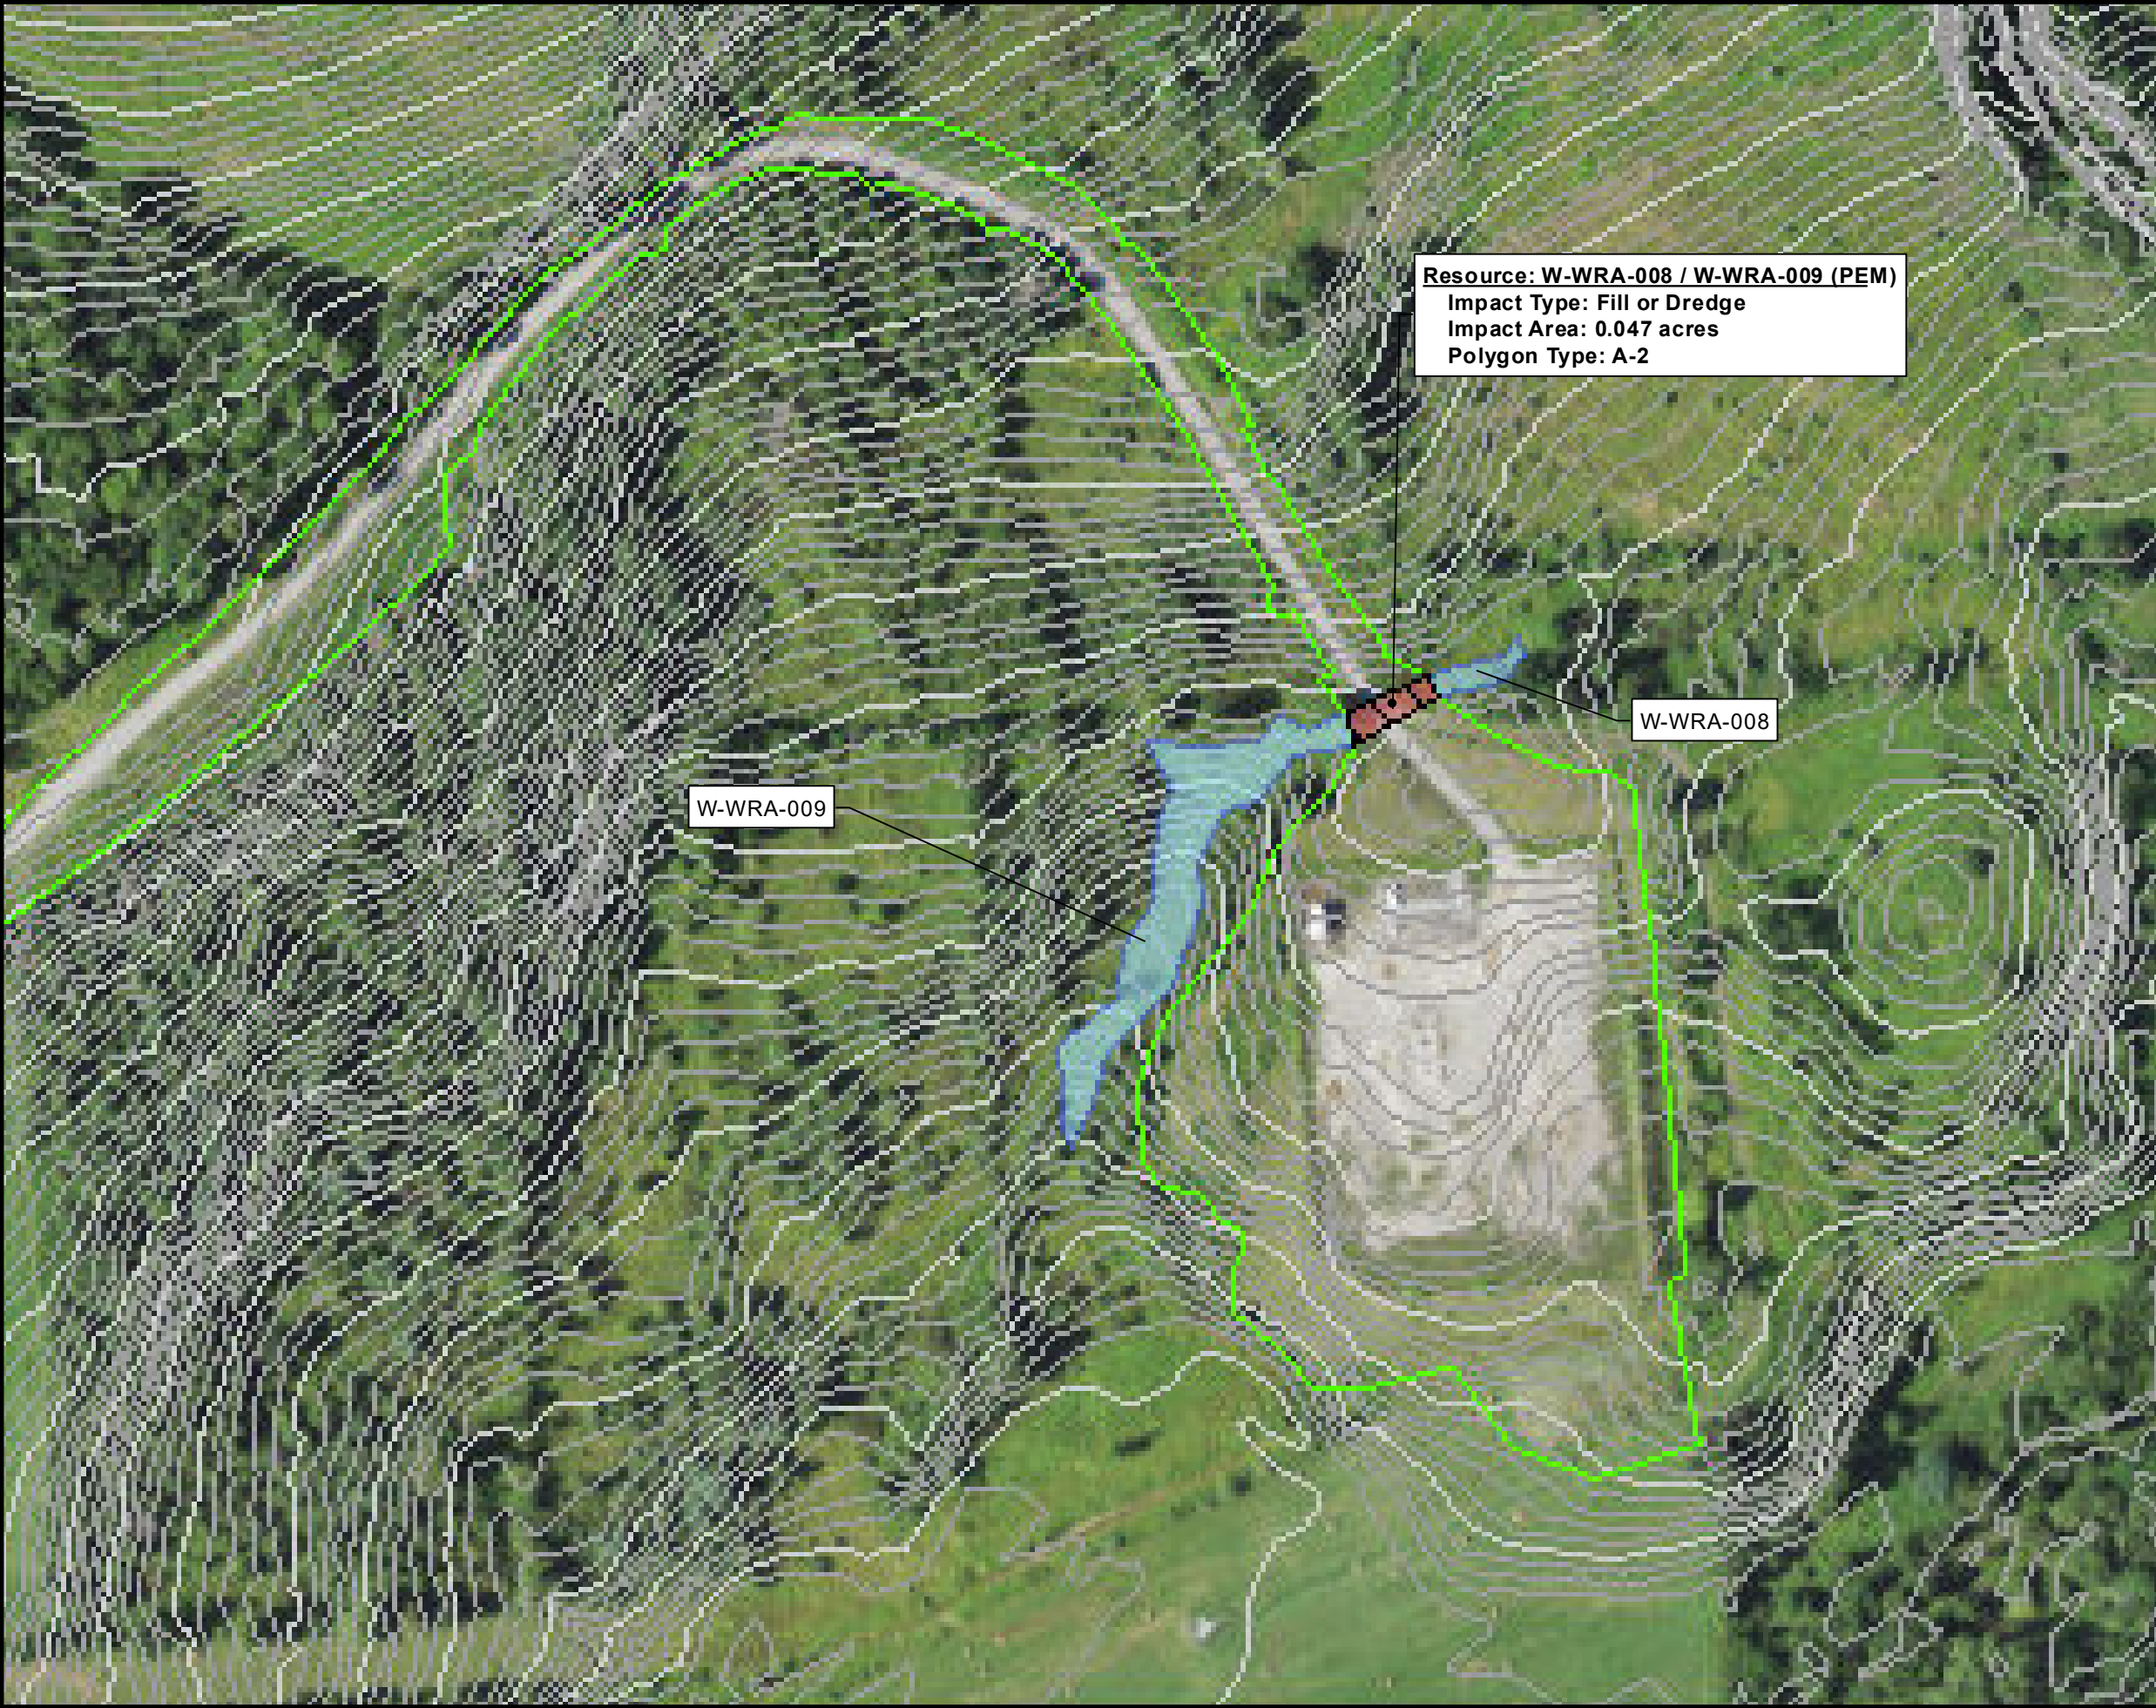 Resource: W-WRA-008 / W-WRA-009 (PEM)
Impact Type: Fill or Dredge
Impact Area: 0.047 acres
Polygon Type: A-2
W-WRA-008
W-WRA-009